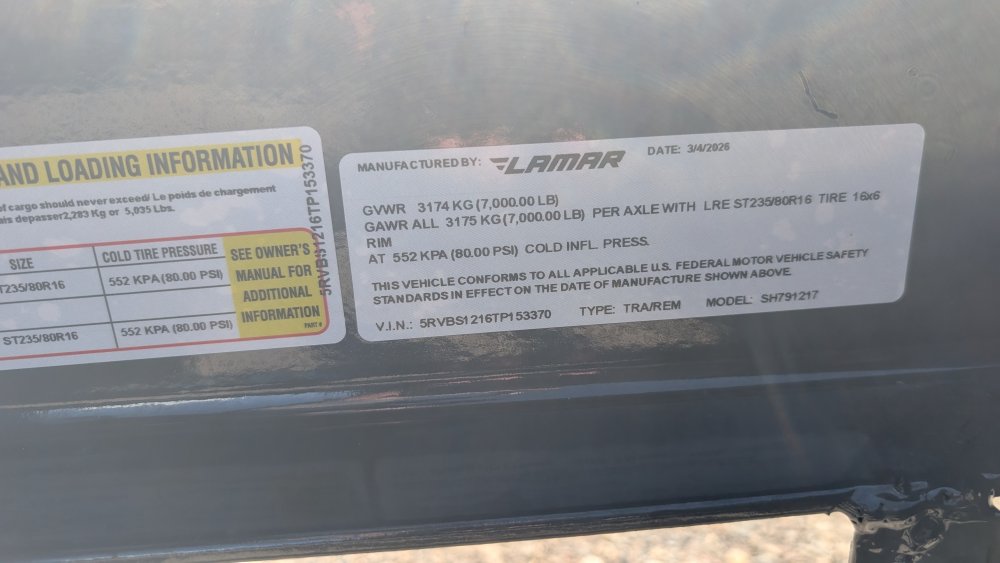 AND LOADING INFORMATION
of cargo should never exceed/ Le poids de chargement
ais depasser2,283 Kg or 5,035 Lbs.
SIZE COLD TIRE PRESSURE
ST235/80R16 552 KPA (80.00 PSI)
ST235/80R16 552 KPA (80.00 PSI)
SEE OWNER'S
MANUAL FOR
ADDITIONAL
INFORMATION
PART #
5RVBS1216TP153370
MANUFACTURED BY: LAMAR DATE: 3/4/2026
GVWR 3174 KG (7,000.00 LB)
GAWR ALL 3175 KG (7,000.00 LB) PER AXLE WITH LRE ST235/80R16 TIRE 16x6
RIM
AT 552 KPA (80.00 PSI) COLD INFL. PRESS.
THIS VEHICLE CONFORMS TO ALL APPLICABLE U.S. FEDERAL MOTOR VEHICLE SAFETY
STANDARDS IN EFFECT ON THE DATE OF MANUFACTURE SHOWN ABOVE.
V.I.N.: 5RVBS1216TP153370 TYPE: TRA/REM MODEL: SH791217